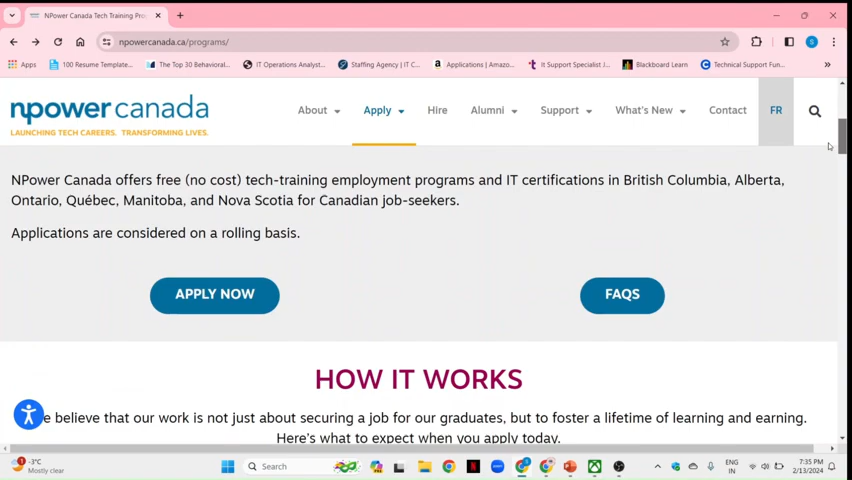 NPower Canada Tech Training Pro
npowercanada.ca/programs/
Apps
100 Resume Template...
The Top 30 Behavioral...
IT Operations Analyst...
Staffing Agency | IT C...
Applications | Amazo...
It Support Specialist J...
Blackboard Learn
Technical Support Fun...
npower canada
LAUNCHING TECH CAREERS. TRANSFORMING LIVES.
About
Apply
Hire
Alumni
Support
What's New
Contact
FR
NPower Canada offers free (no cost) tech-training employment programs and IT certifications in British Columbia, Alberta,
Ontario, Québec, Manitoba, and Nova Scotia for Canadian job-seekers.
Applications are considered on a rolling basis.
APPLY NOW
FAQS
HOW IT WORKS
e believe that our work is not just about securing a job for our graduates, but to foster a lifetime of learning and earning.
Here's what to expect when you apply today.
-3°C
Mostly clear
Search
ENG
IN
7:35 PM
2/13/2024